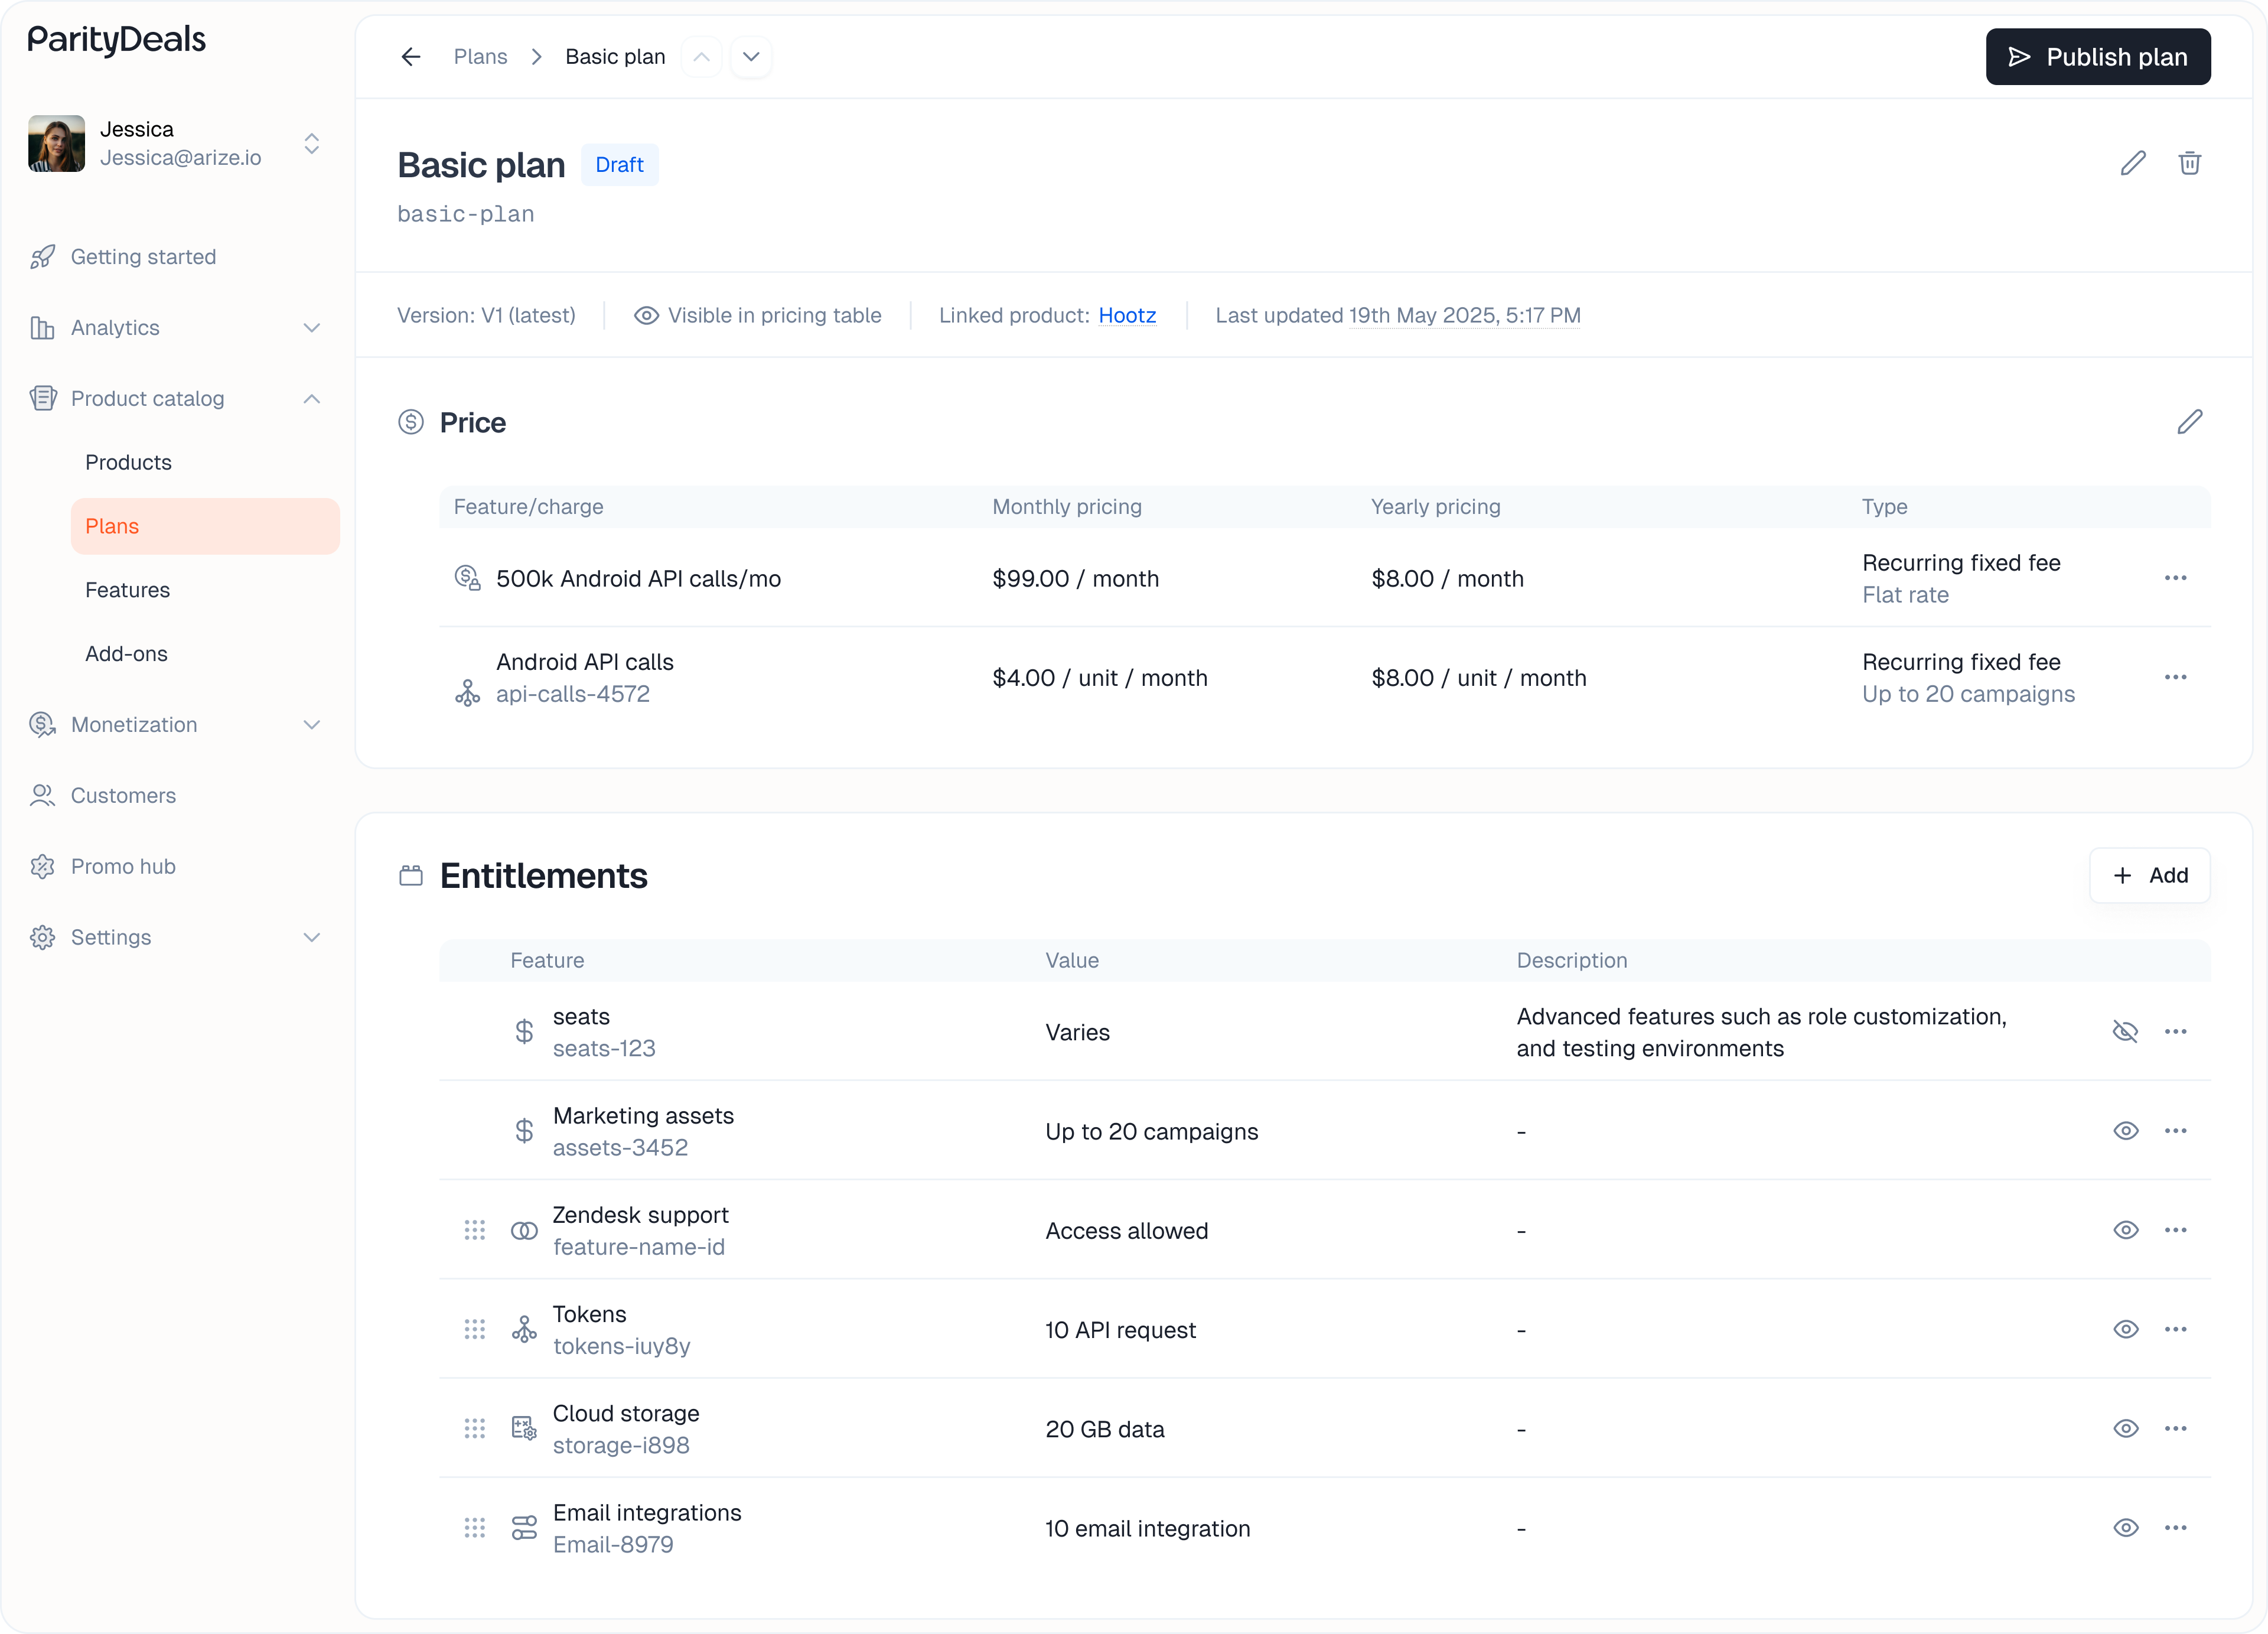 ParityDeals
Jessica
Jessica@arize.io
Getting started
Analytics
Product catalog
Products
Plans
Features
Add-ons
Monetization
Customers
Promo hub
Settings
Plans
Basic plan
Publish plan
Basic plan
Draft
basic-plan
Version: V1 (latest)
Visible in pricing table
Linked product: Hootz
Last updated 19th May 2025, 5:17 PM
Price
Feature/charge
Monthly pricing
Yearly pricing
Type
500k Android API calls/mo
$99.00 / month
$8.00 / month
Recurring fixed fee
Flat rate
Android API calls
api-calls-4572
$4.00 / unit / month
$8.00 / unit / month
Recurring fixed fee
Up to 20 campaigns
Entitlements
Add
Feature
Value
Description
seats
seats-123
Varies
Advanced features such as role customization,
and testing environments
Marketing assets
assets-3452
Up to 20 campaigns
-
Zendesk support
feature-name-id
Access allowed
-
Tokens
tokens-iuy8y
10 API request
-
Cloud storage
storage-i898
20 GB data
-
Email integrations
Email-8979
10 email integration
-